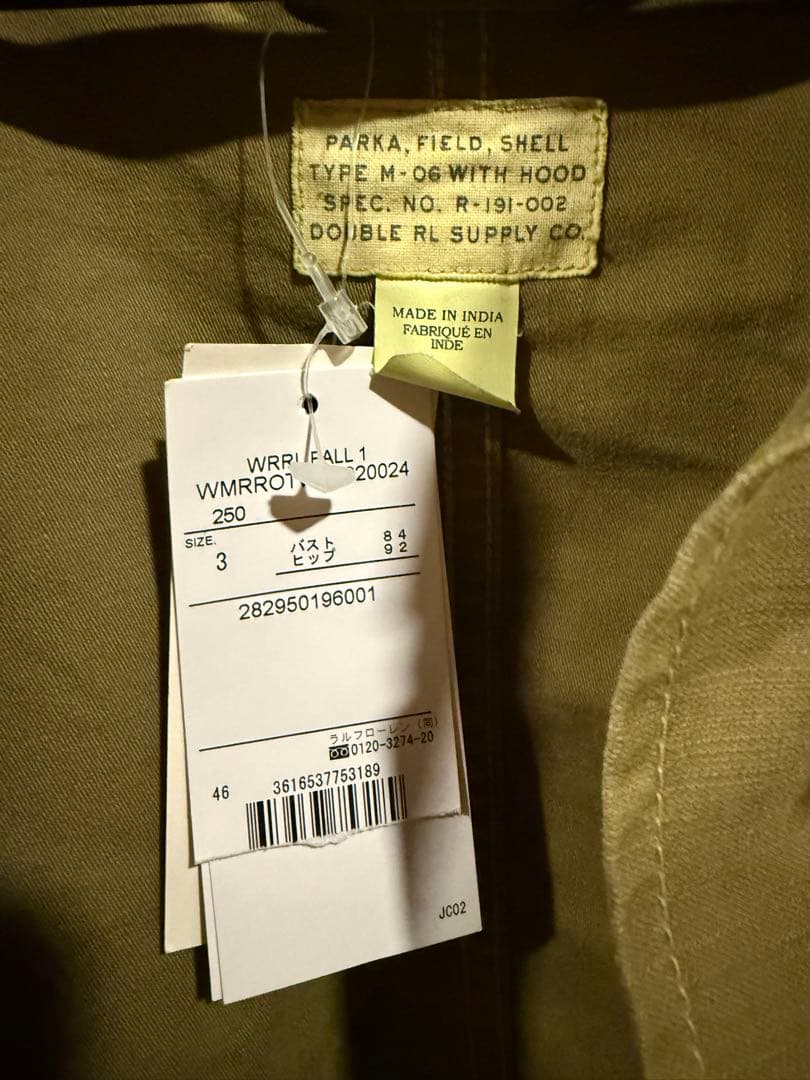 PARKA, FIELD, SHELL
TYPE M-06 WITH HOOD
SPEC. NO. R-191-002
DOUBLE RL SUPPLY CO.
MADE IN INDIA
FABRIQUÉ EN
INDE
FALL 1
250
SIZE.
3
バスト 84
ヒップ 92
282950196001
ラルフローレン (同)
0120-3274-20
46
3616537753189
JC02